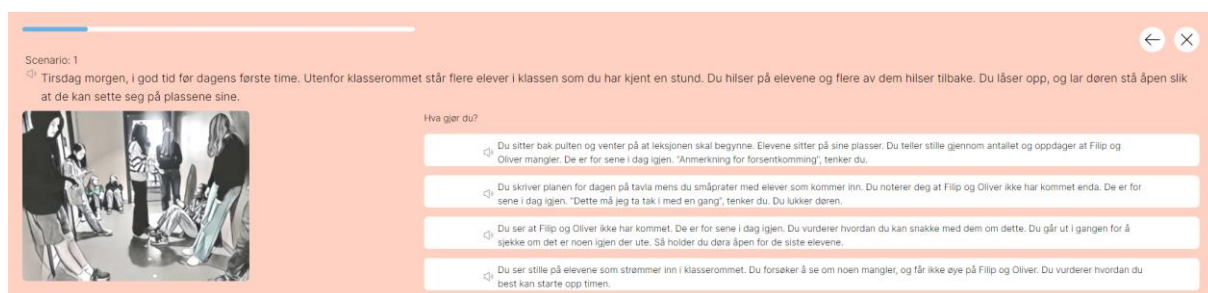 Scenario: 1
Tirsdag morgen, i god tid før dagens første time. Utenfor klasserommet står flere elever i klassen som du har kjent en stund. Du hilser på elevene og flere av dem hilser tilbake. Du låser opp, og lar døren stå åpen slik
at de kan sette seg på plassene sine.
Hva gjør du?
Du sitter bak pulten og venter på at leksjonen skal begynne. Elevene sitter på sine plasser. Du teller stille gjennom antallet og oppdager at Filip og
Oliver mangler. De er for sene i dag igjen. "Anmerkning for forsentkomming", tenker du.
Du skriver planen for dagen på tavla mens du småprater med elever som kommer inn. Du noterer deg at Filip og Oliver ikke har kommet enda. De er for
sene i dag igjen. "Dette må jeg ta tak i med en gang", tenker du. Du lukker døren.
Du ser at Filip og Oliver ikke har kommet. De er for sene i dag igjen. Du vurderer hvordan du kan snakke med dem om dette. Du går ut i gangen for å
sjekke om det er noen igjen der ute. Så holder du døra åpen for de siste elevene.
Du ser stille på elevene som strømmer inn i klasserommet. Du forsøker å se om noen mangler, og får ikke øye på Filip og Oliver. Du vurderer hvordan du
best kan starte opp timen.